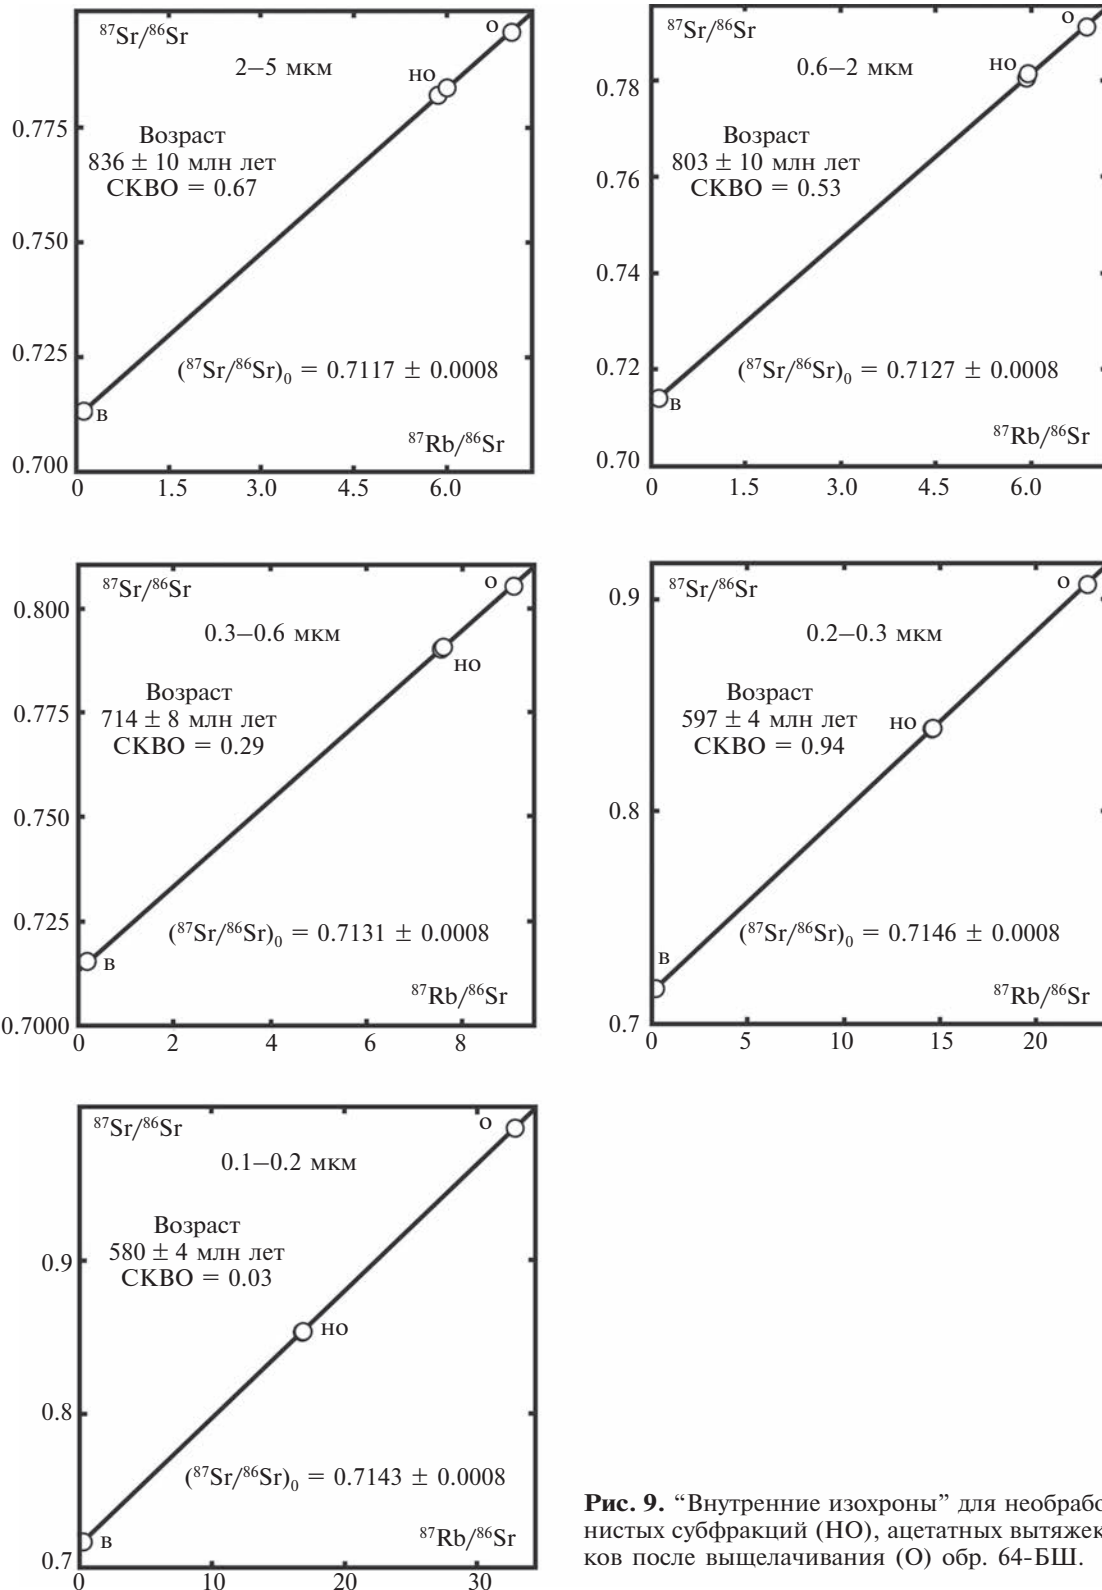 ⁸⁷Sr/⁸⁶Sr
о
2–5 мкм
но
0.775
Возраст
836 ± 10 млн лет
СКВО = 0.67
0.750
0.725
(⁸⁷Sr/⁸⁶Sr)₀ = 0.7117 ± 0.0008
в
⁸⁷Rb/⁸⁶Sr
0.700
0 1.5 3.0 4.5 6.0
⁸⁷Sr/⁸⁶Sr
о
0.6–2 мкм
но
0.78
Возраст
803 ± 10 млн лет
СКВО = 0.53
0.76
0.74
0.72
(⁸⁷Sr/⁸⁶Sr)₀ = 0.7127 ± 0.0008
в
⁸⁷Rb/⁸⁶Sr
0.70
0 1.5 3.0 4.5 6.0
⁸⁷Sr/⁸⁶Sr
о
0.800
0.3–0.6 мкм
но
Возраст
714 ± 8 млн лет
СКВО = 0.29
0.775
0.750
0.725
(⁸⁷Sr/⁸⁶Sr)₀ = 0.7131 ± 0.0008
в
⁸⁷Rb/⁸⁶Sr
0.7000
0 2 4 6 8
⁸⁷Sr/⁸⁶Sr
о
0.9
0.2–0.3 мкм
Возраст
597 ± 4 млн лет
СКВО = 0.94
но
0.8
(⁸⁷Sr/⁸⁶Sr)₀ = 0.7146 ± 0.0008
в
⁸⁷Rb/⁸⁶Sr
0.7
0 5 10 15 20
⁸⁷Sr/⁸⁶Sr
о
0.1–0.2 мкм
Возраст
580 ± 4 млн лет
СКВО = 0.03
0.9
но
0.8
(⁸⁷Sr/⁸⁶Sr)₀ = 0.7143 ± 0.0008
в
⁸⁷Rb/⁸⁶Sr
0.7
0 10 20 30
Рис. 9. “Внутренние изохроны” для необрабо
нистых субфракций (НО), ацетатных вытяжек
ков после выщелачивания (О) обр. 64-БШ.